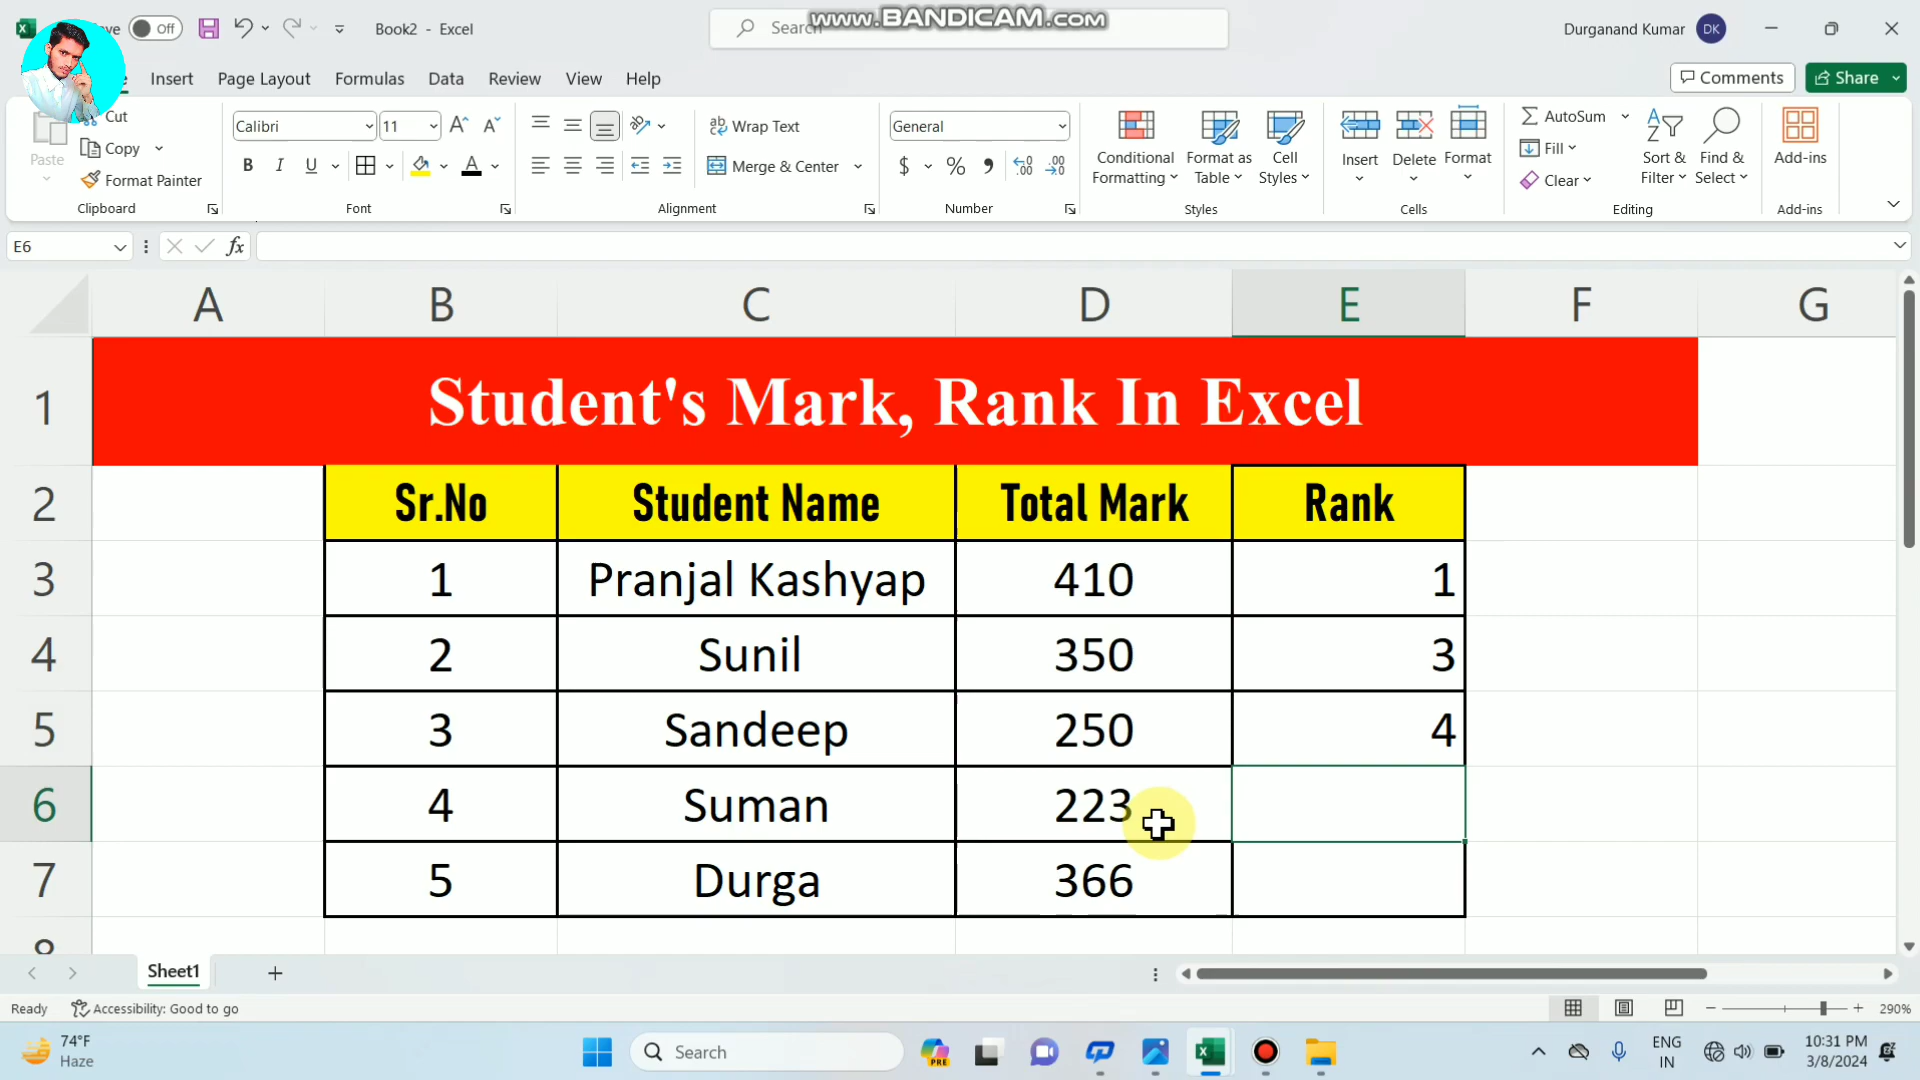 www.BANDICAM.com
ve Off Book2 - Excel Search Durganand Kumar DK
Insert Page Layout Formulas Data Review View Help Comments Share
Paste Cut Copy Format Painter Clipboard
Calibri 11 B I U A Font
ab Wrap Text Merge & Center Alignment
General $ % , Number
Conditional Formatting Format as Table Cell Styles Styles
Insert Delete Format Cells
AutoSum Fill Clear Sort & Filter Find & Select Editing
Add-ins Add-ins
E6 fx
A B C D E F G
1 Student's Mark, Rank In Excel
2 Sr.No Student Name Total Mark Rank
3 1 Pranjal Kashyap 410 1
4 2 Sunil 350 3
5 3 Sandeep 250 4
6 4 Suman 223
7 5 Durga 366
8
Sheet1 +
Ready Accessibility: Good to go 290%
74°F Haze Search PRE ENG IN 10:31 PM 3/8/2024